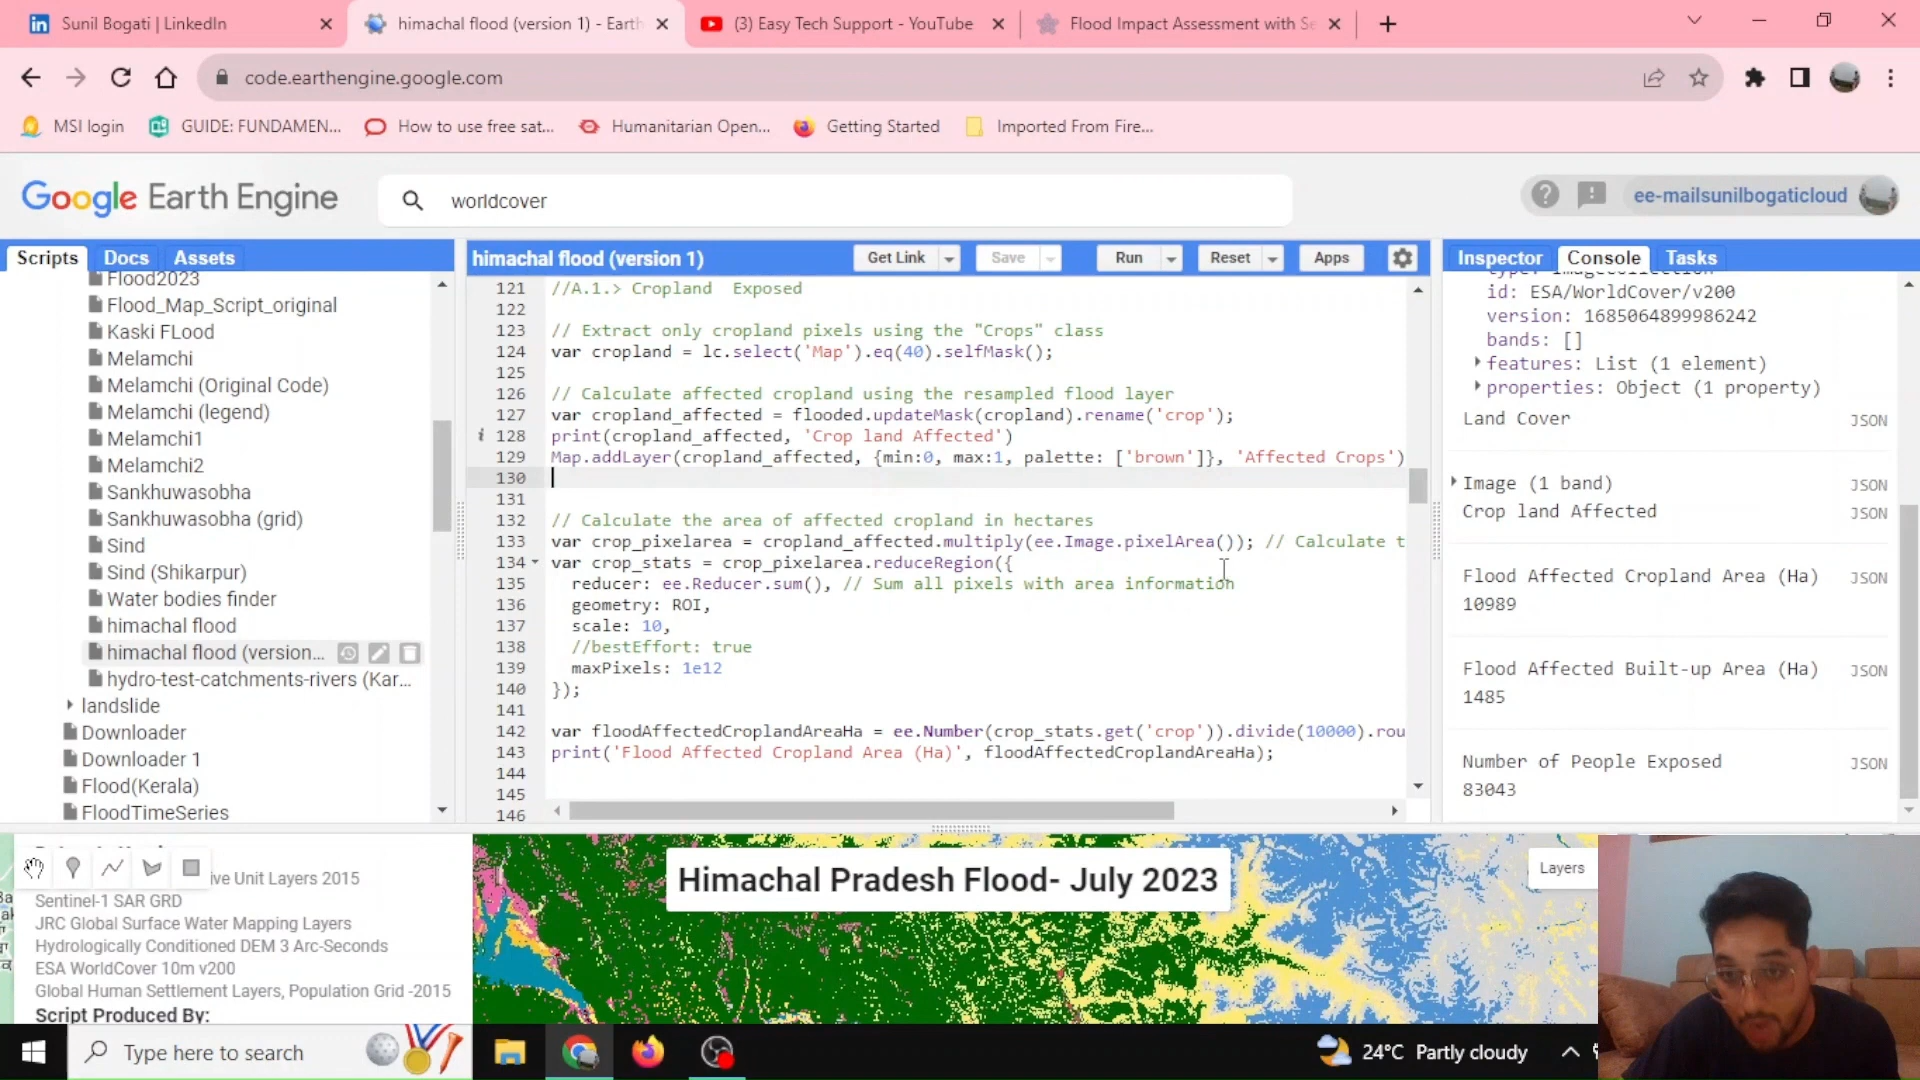 Sunil Bogati | LinkedIn
himachal flood (version 1) - Earth
(3) Easy Tech Support - YouTube
Flood Impact Assessment with Se
code.earthengine.google.com
MSI login
GUIDE: FUNDAMEN...
How to use free sat...
Humanitarian Open...
Getting Started
Imported From Fire...
Google Earth Engine
worldcover
ee-mailsunilbogaticloud
Scripts Docs Assets
Flood2023
Flood_Map_Script_original
Kaski FLood
Melamchi
Melamchi (Original Code)
Melamchi (legend)
Melamchi1
Melamchi2
Sankhuwasobha
Sankhuwasobha (grid)
Sind
Sind (Shikarpur)
Water bodies finder
himachal flood
himachal flood (version...
hydro-test-catchments-rivers (Kar...
landslide
Downloader
Downloader 1
Flood(Kerala)
FloodTimeSeries
himachal flood (version 1)
Get Link Save Run Reset Apps
121 //A.1.> Cropland  Exposed
122
123 // Extract only cropland pixels using the "Crops" class
124 var cropland = lc.select('Map').eq(40).selfMask();
125
126 // Calculate affected cropland using the resampled flood layer
127 var cropland_affected = flooded.updateMask(cropland).rename('crop');
i 128 print(cropland_affected, 'Crop land Affected')
129 Map.addLayer(cropland_affected, {min:0, max:1, palette: ['brown']}, 'Affected Crops')
130
131
132 // Calculate the area of affected cropland in hectares
133 var crop_pixelarea = cropland_affected.multiply(ee.Image.pixelArea()); // Calculate t
134 var crop_stats = crop_pixelarea.reduceRegion({
135 reducer: ee.Reducer.sum(), // Sum all pixels with area information
136 geometry: ROI,
137 scale: 10,
138 //bestEffort: true
139 maxPixels: 1e12
140 });
141
142 var floodAffectedCroplandAreaHa = ee.Number(crop_stats.get('crop')).divide(10000).rou
143 print('Flood Affected Cropland Area (Ha)', floodAffectedCroplandAreaHa);
144
145
146
Inspector Console Tasks
type: ImageCollection
id: ESA/WorldCover/v200
version: 1685064899986242
bands: []
features: List (1 element)
properties: Object (1 property)
Land Cover JSON
Image (1 band) JSON
Crop land Affected JSON
Flood Affected Cropland Area (Ha) JSON
10989
Flood Affected Built-up Area (Ha) JSON
1485
Number of People Exposed JSON
83043
ive Unit Layers 2015
Sentinel-1 SAR GRD
JRC Global Surface Water Mapping Layers
Hydrologically Conditioned DEM 3 Arc-Seconds
ESA WorldCover 10m v200
Global Human Settlement Layers, Population Grid -2015
Script Produced By:
Himachal Pradesh Flood- July 2023
Layers
Type here to search
24°C Partly cloudy